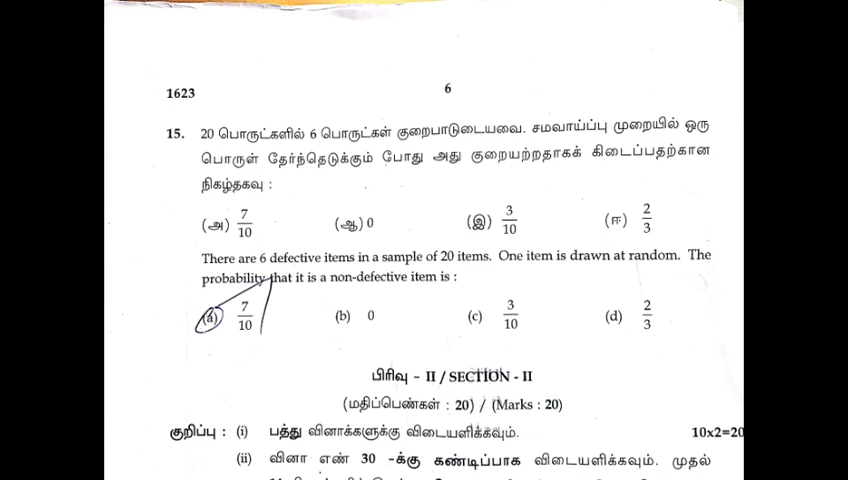 1623
6
15. 20 பொருட்களில் 6 பொருட்கள் குறைபாடுடையவை. சமவாய்ப்பு முறையில் ஒரு
பொருள் தேர்ந்தெடுக்கும் போது அது குறையற்றதாகக் கிடைப்பதற்கான
நிகழ்தகவு :
(அ) 7/10 (ஆ) 0 (இ) 3/10 (ஈ) 2/3
There are 6 defective items in a sample of 20 items. One item is drawn at random. The
probability that it is a non-defective item is :
(a) 7/10 (b) 0 (c) 3/10 (d) 2/3
பிரிவு - II / SECTION - II
(மதிப்பெண்கள் : 20) / (Marks : 20)
குறிப்பு : (i) பத்து வினாக்களுக்கு விடையளிக்கவும். 10x2=20
(ii) வினா எண் 30 -க்கு கண்டிப்பாக விடையளிக்கவும். முதல்